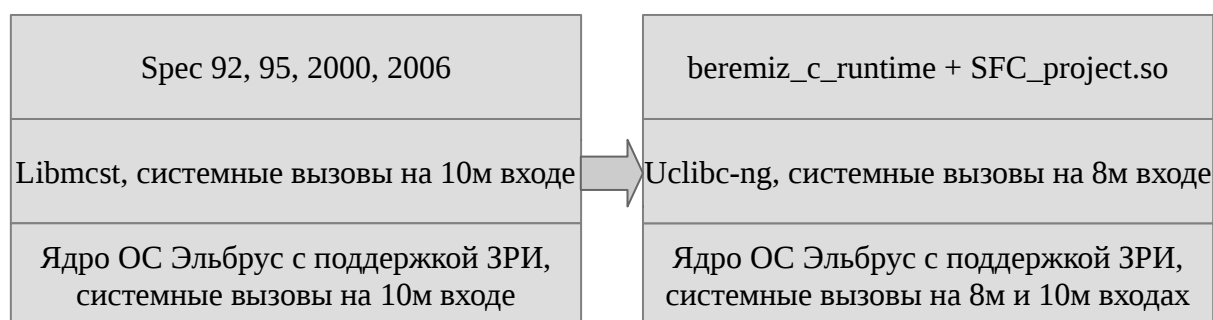 Spec 92, 95, 2000, 2006
Libmcst, системные вызовы на 10м входе
Ядро ОС Эльбрус с поддержкой ЗРИ,
системные вызовы на 10м входе
beremiz_c_runtime + SFC_project.so
Uclibc-ng, системные вызовы на 8м входе
Ядро ОС Эльбрус с поддержкой ЗРИ,
системные вызовы на 8м и 10м входах